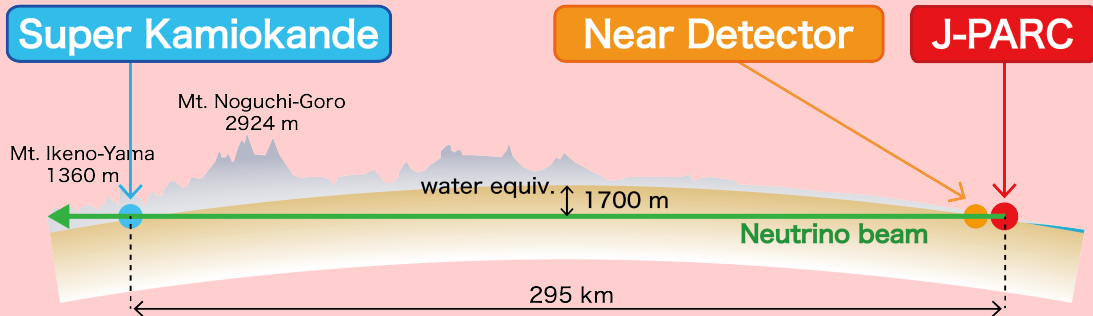 Super Kamiokande
Near Detector
J-PARC
Mt. Noguchi-Goro
2924 m
Mt. Ikeno-Yama
1360 m
water equiv.
1700 m
Neutrino beam
295 km